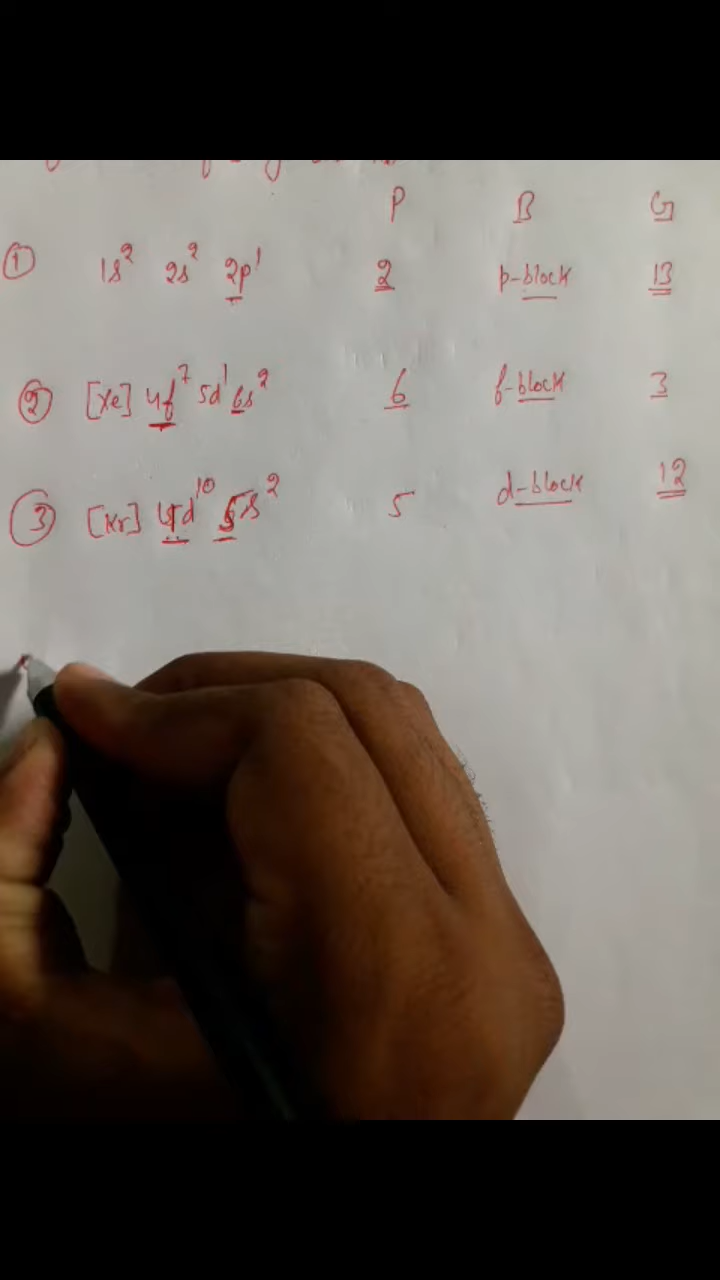 P B G
① 1s² 2s² 2p¹ 2 p-block 13
② [Xe] 4f⁷ 5d¹ 6s² 6 f-block 3
③ [Kr] 4d¹⁰ 5s² 5 d-block 12